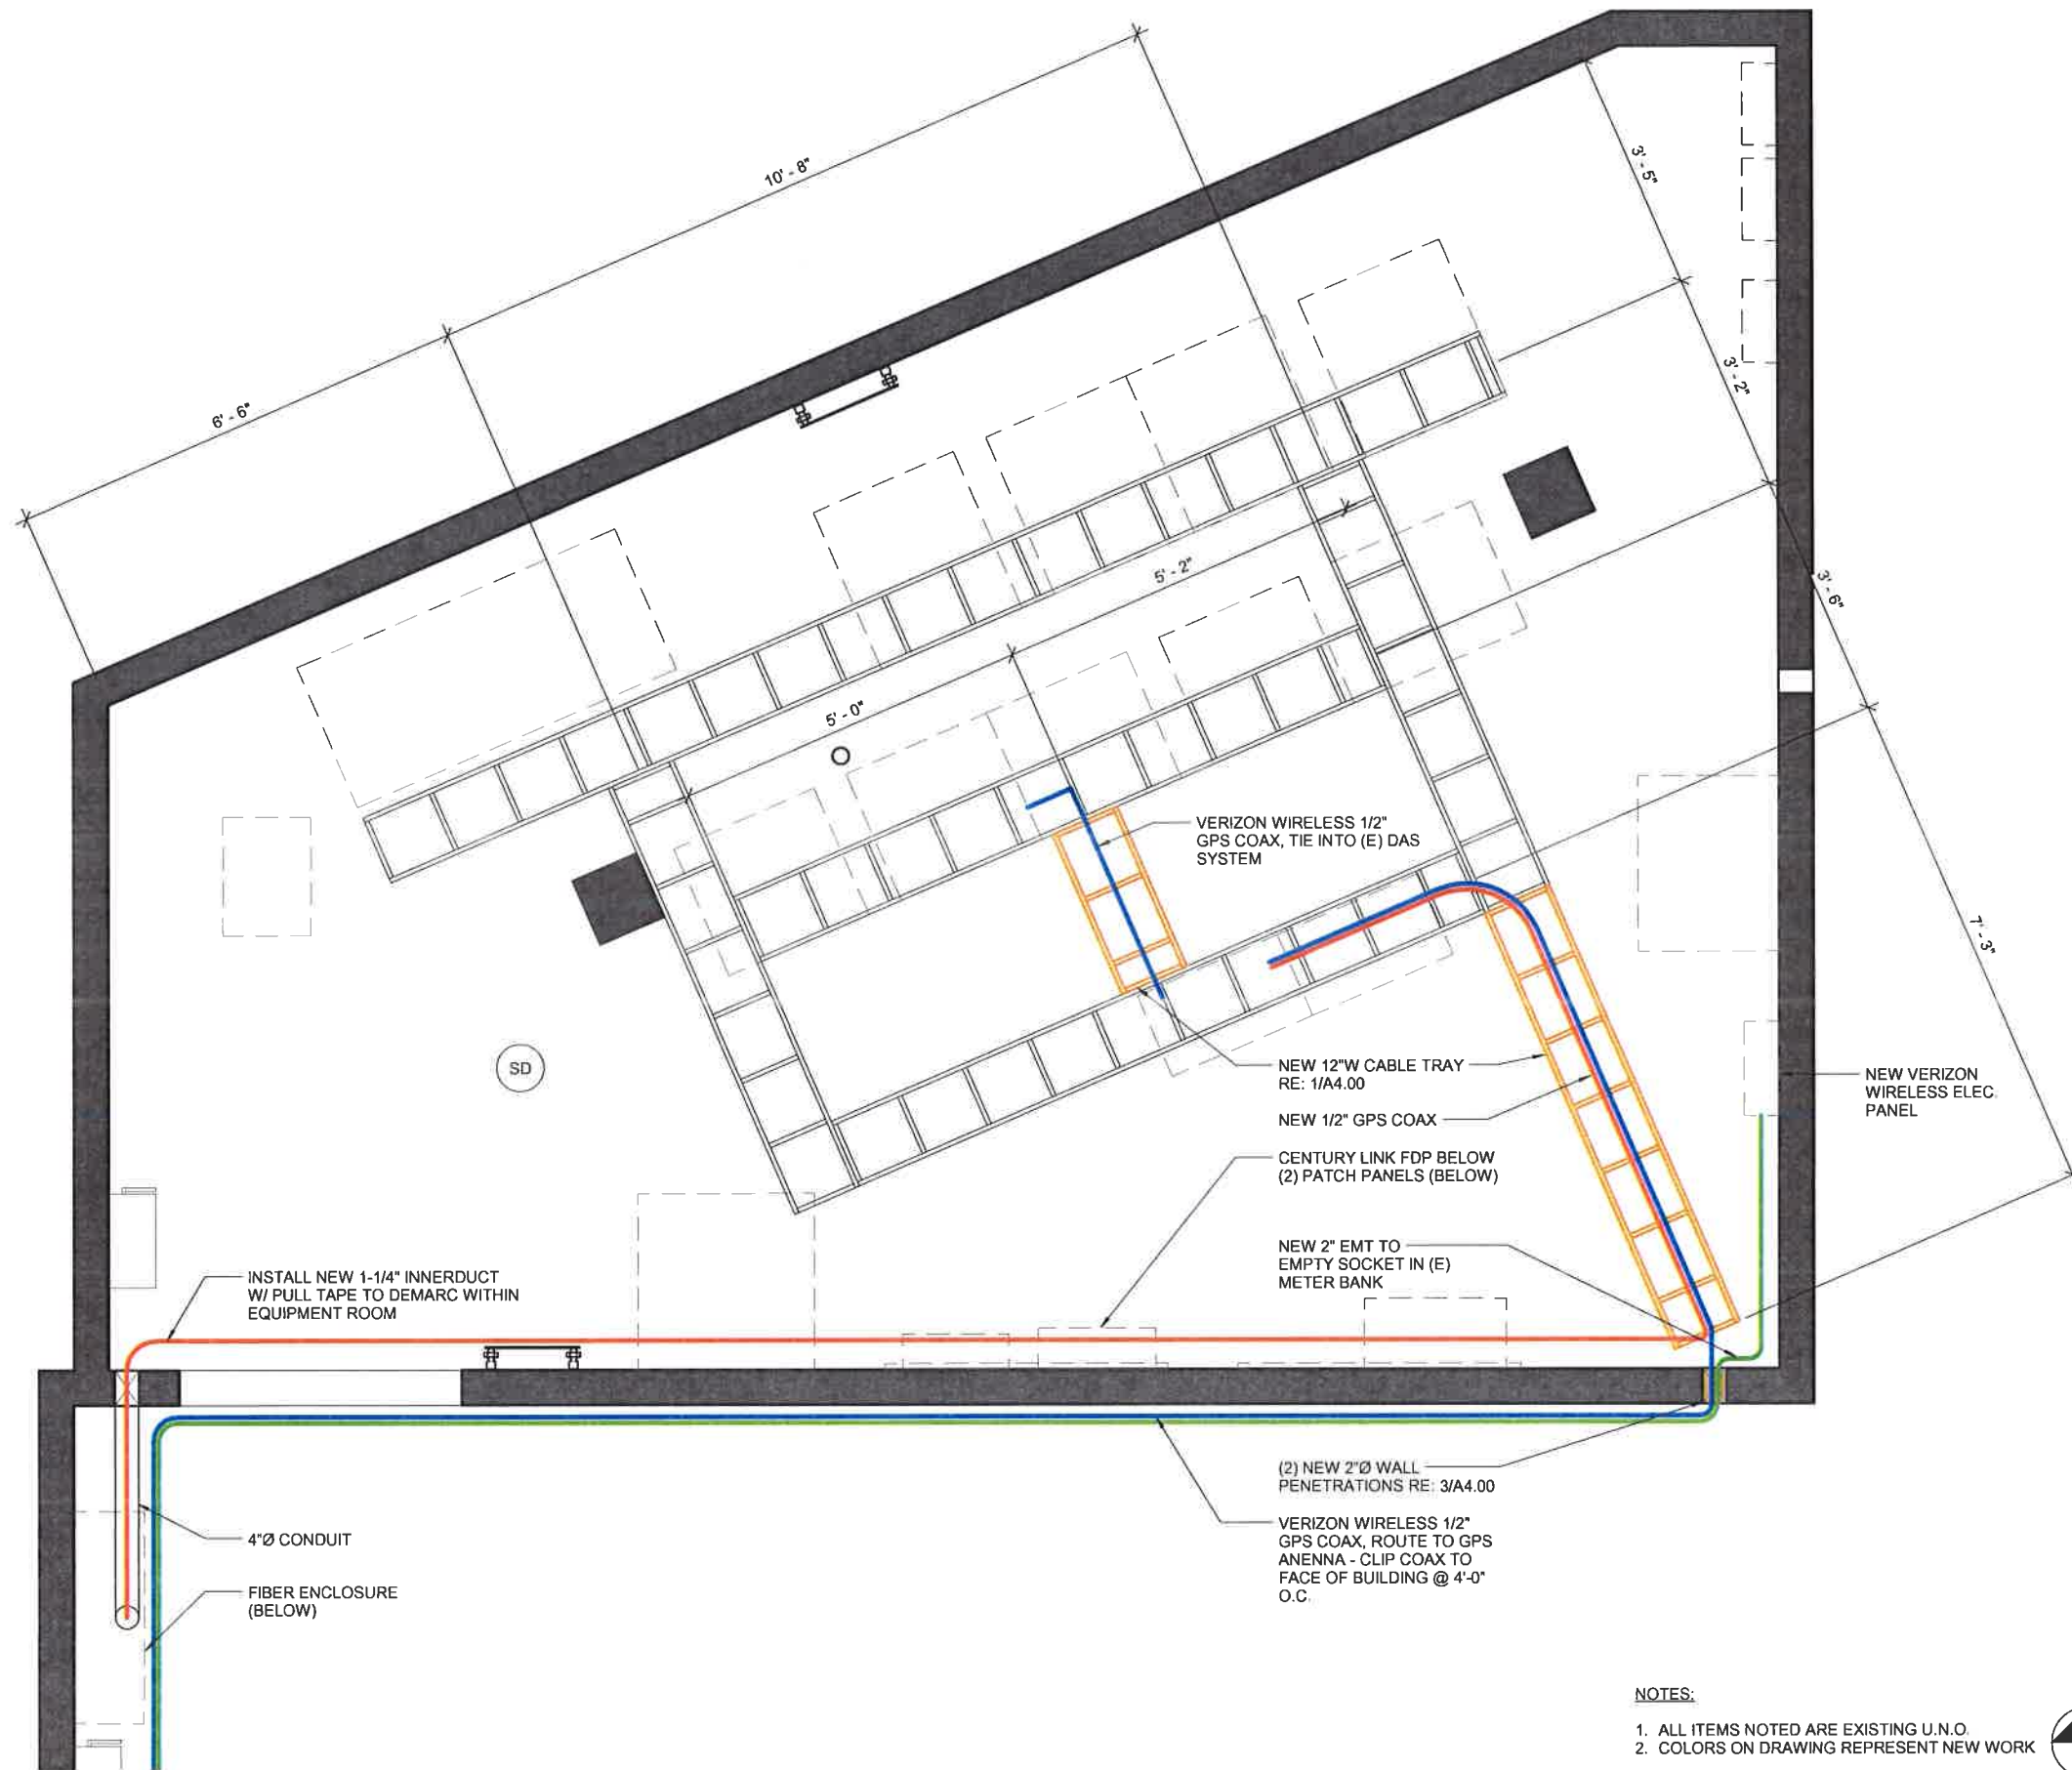 10' - 8"
6' - 6"
3' - 5"
3' - 2"
3' - 6"
5' - 2"
5' - 0"
7' - 3"
VERIZON WIRELESS 1/2"
GPS COAX, TIE INTO (E) DAS
SYSTEM
SD
NEW 12"W CABLE TRAY
RE: 1/A4.00
NEW 1/2" GPS COAX
NEW VERIZON
WIRELESS ELEC.
PANEL
CENTURY LINK FDP BELOW
(2) PATCH PANELS (BELOW)
NEW 2" EMT TO
EMPTY SOCKET IN (E)
METER BANK
INSTALL NEW 1-1/4" INNERDUCT
W/ PULL TAPE TO DEMARC WITHIN
EQUIPMENT ROOM
(2) NEW 2"Ø WALL
PENETRATIONS RE: 3/A4.00
VERIZON WIRELESS 1/2"
GPS COAX, ROUTE TO GPS
ANENNA - CLIP COAX TO
FACE OF BUILDING @ 4'-0"
O.C.
4"Ø CONDUIT
FIBER ENCLOSURE
(BELOW)
NOTES:
1. ALL ITEMS NOTED ARE EXISTING U.N.O.
2. COLORS ON DRAWING REPRESENT NEW WORK